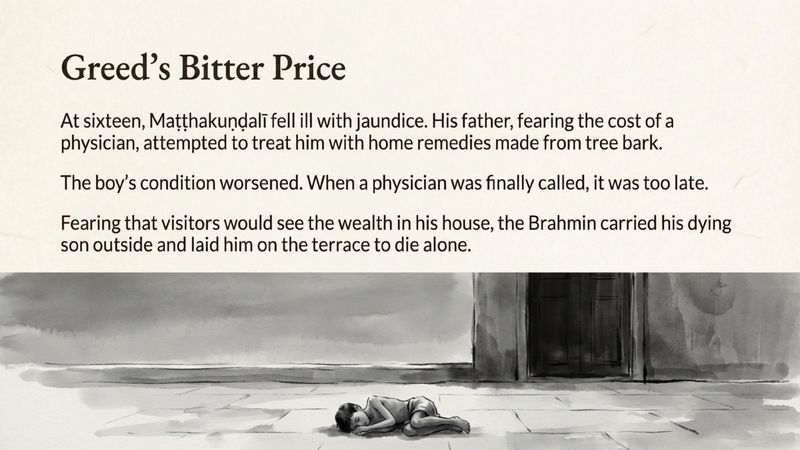 Greed’s Bitter Price
At sixteen, Maṭṭhakuṇḍalī fell ill with jaundice. His father, fearing the cost of a
physician, attempted to treat him with home remedies made from tree bark.
The boy’s condition worsened. When a physician was finally called, it was too late.
Fearing that visitors would see the wealth in his house, the Brahmin carried his dying
son outside and laid him on the terrace to die alone.